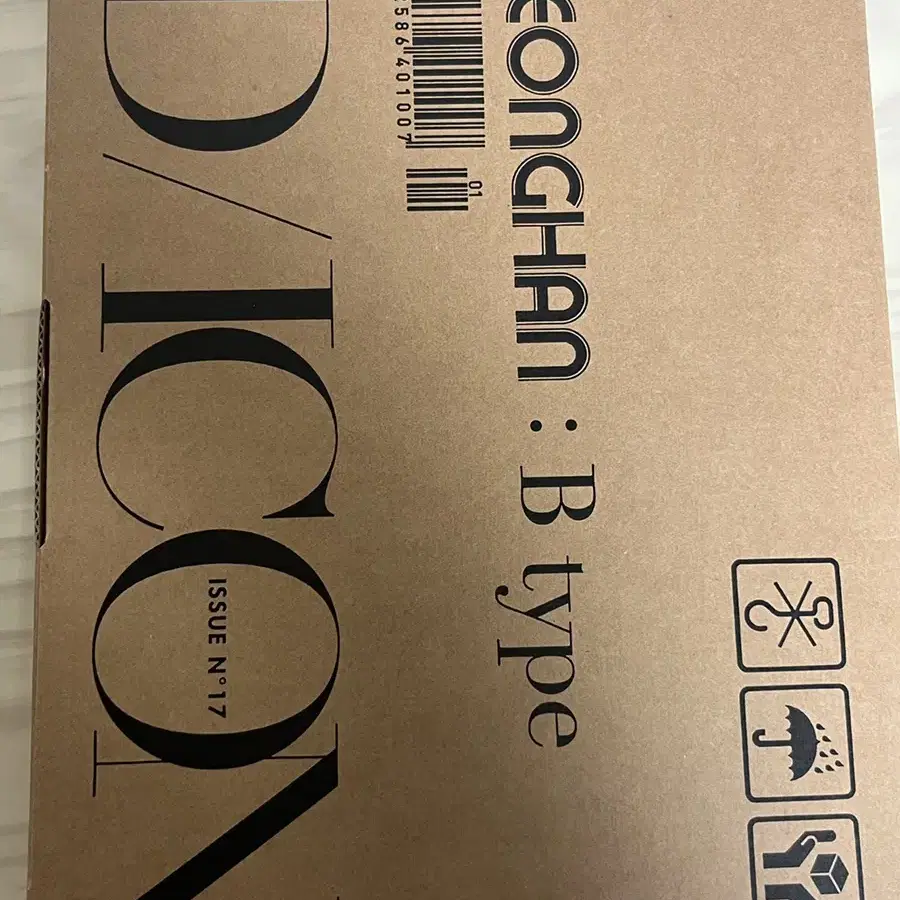 EONGHAN : B type
586401007
01
D/ICON
ISSUE N°17